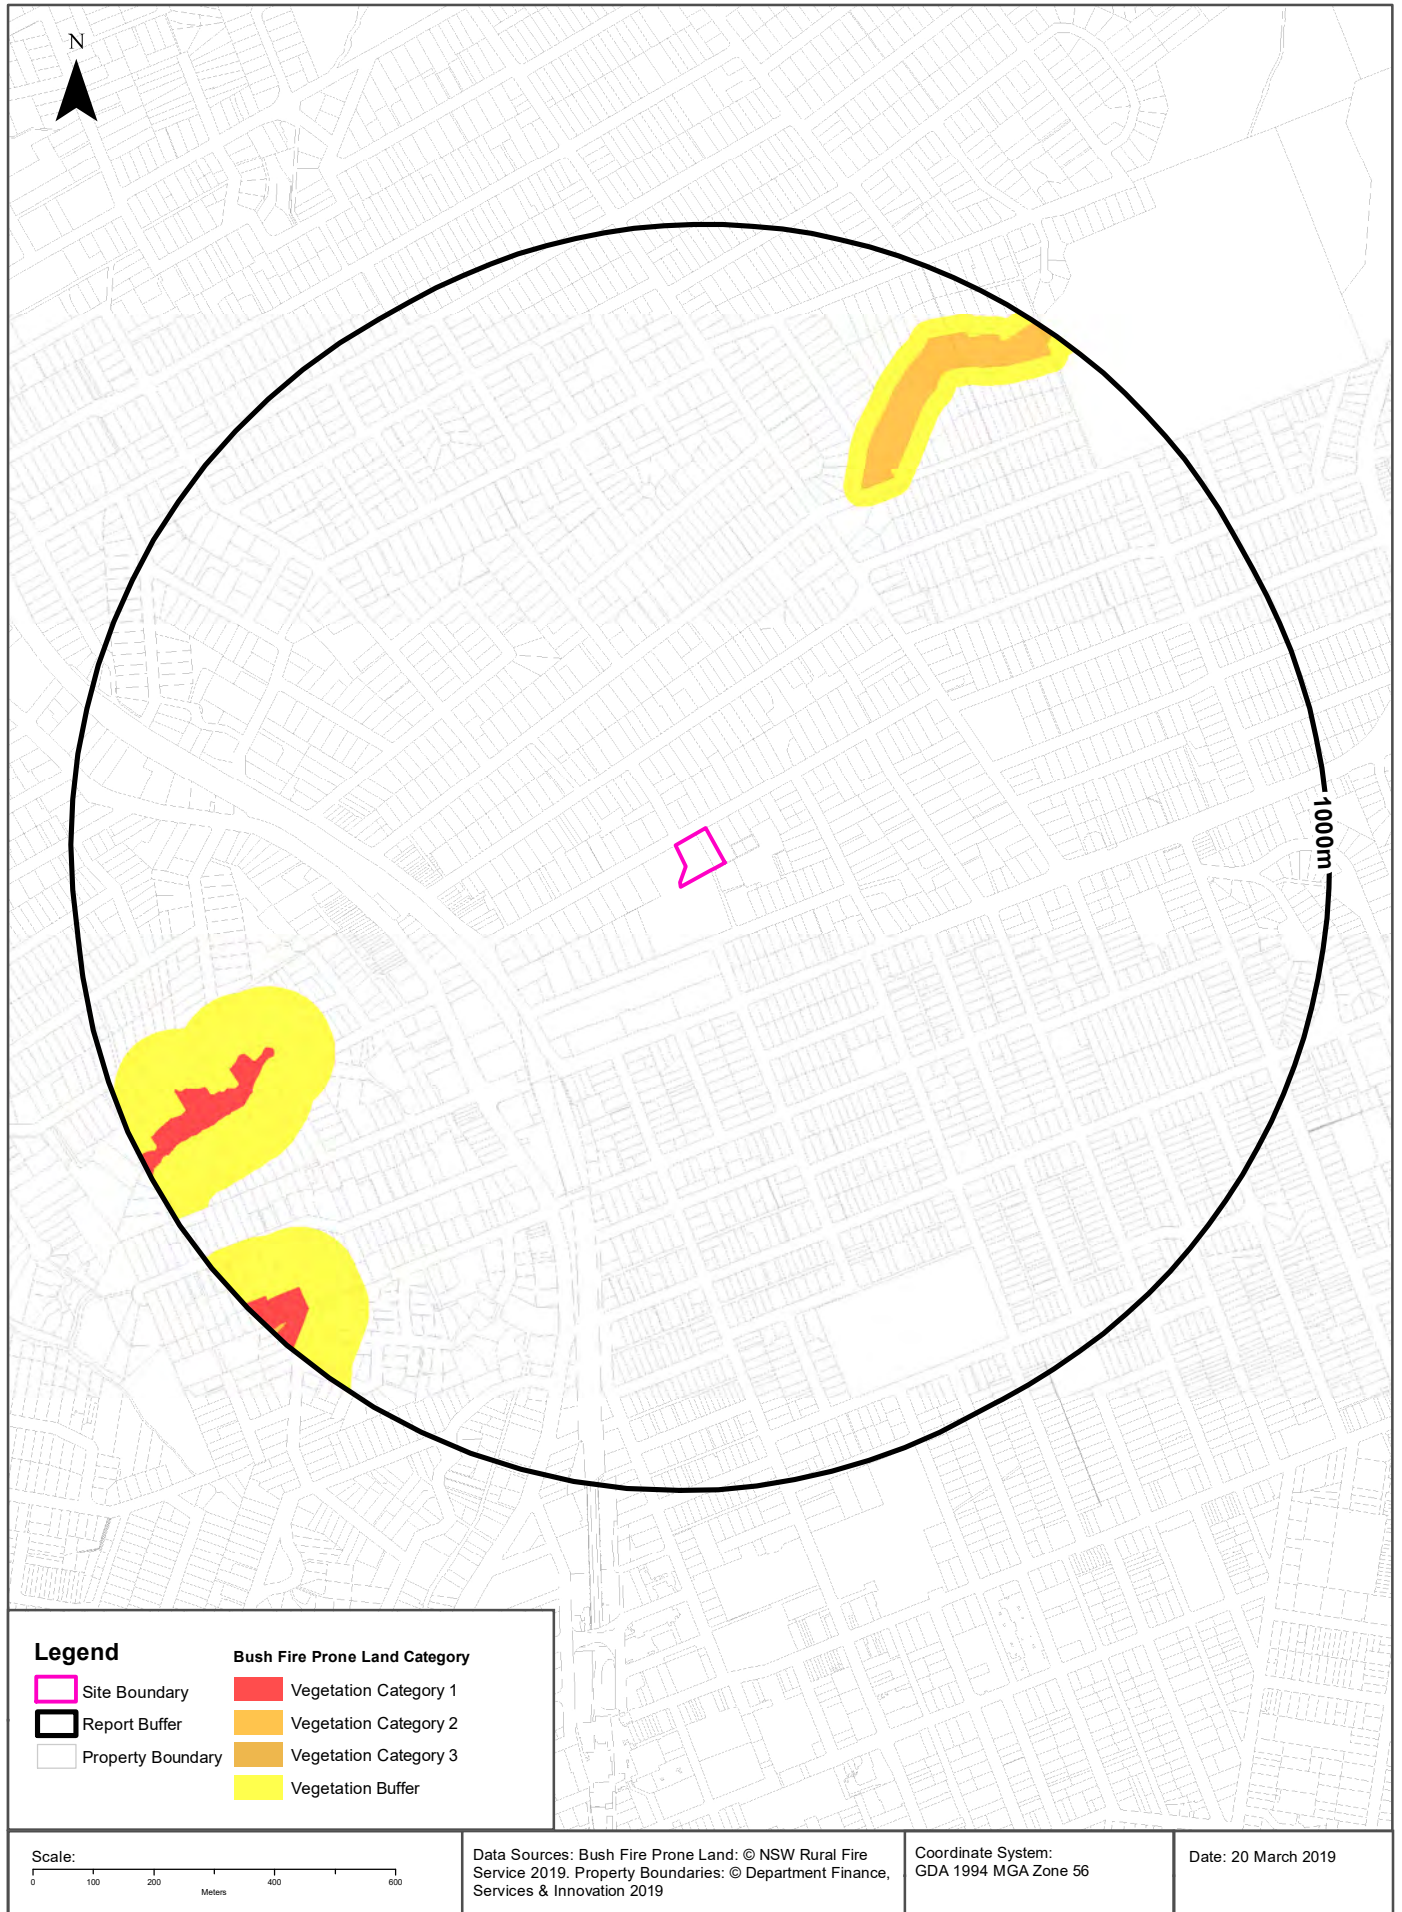 N
1000m
Legend
Site Boundary
Report Buffer
Property Boundary
Bush Fire Prone Land Category
Vegetation Category 1
Vegetation Category 2
Vegetation Category 3
Vegetation Buffer
Scale:
0 100 200 400 600
Meters
Data Sources: Bush Fire Prone Land: © NSW Rural Fire
Service 2019. Property Boundaries: © Department Finance,
Services & Innovation 2019
Coordinate System:
GDA 1994 MGA Zone 56
Date: 20 March 2019